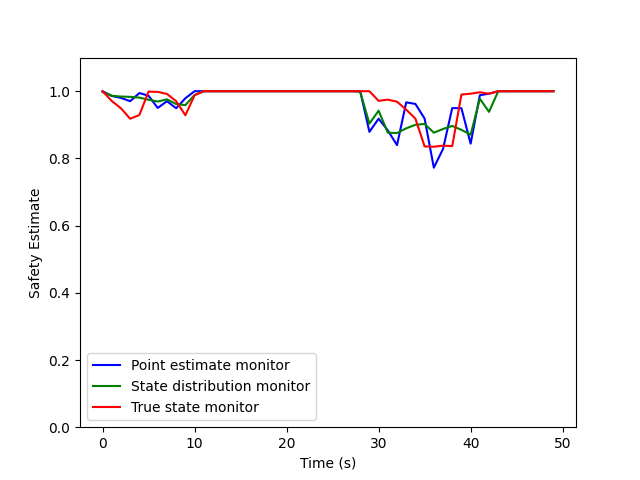 1.0
0.8
0.6
0.4
0.2
0.0
Safety Estimate
Point estimate monitor
State distribution monitor
True state monitor
0 10 20 30 40 50
Time (s)